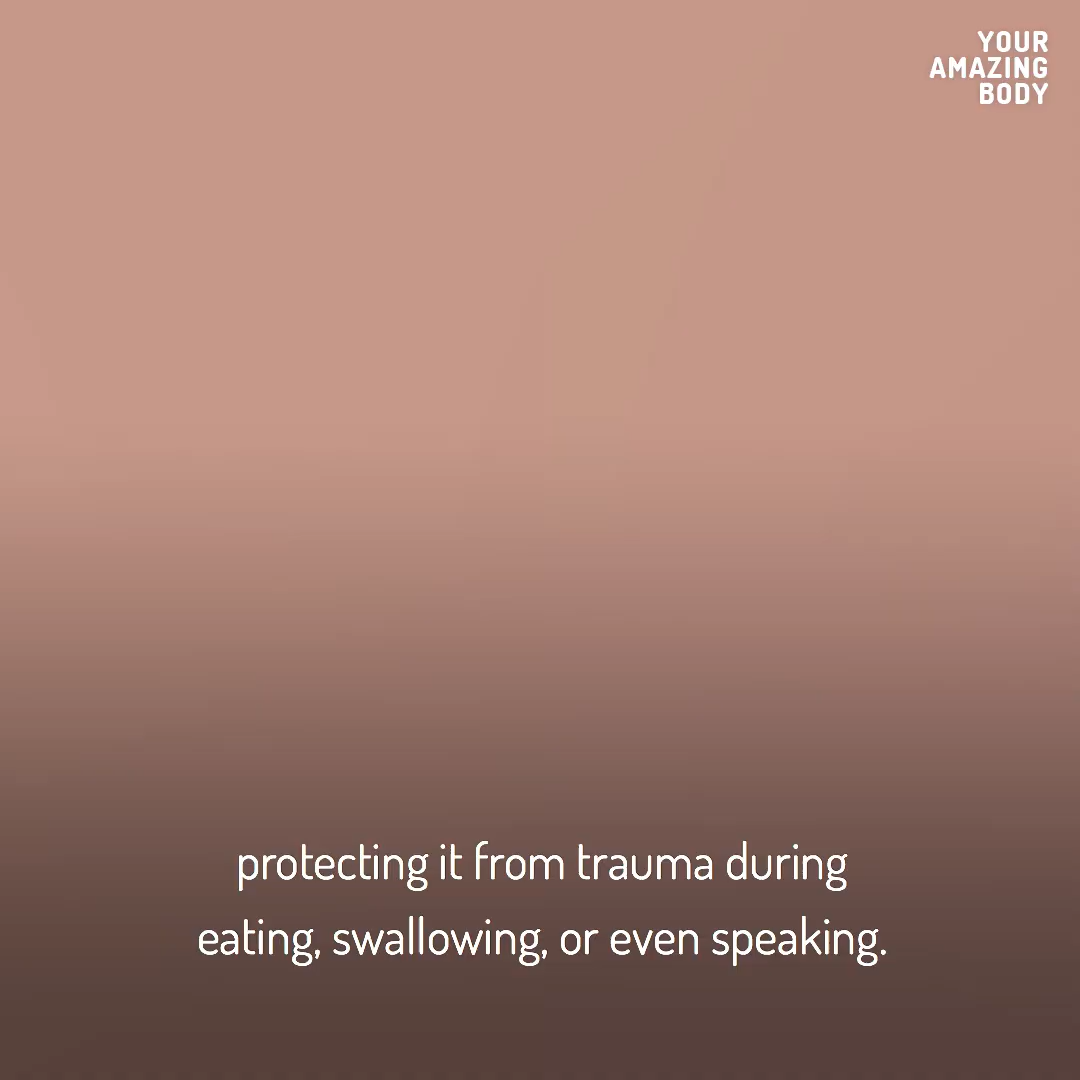 YOUR
AMAZING
BODY
protecting it from trauma during
eating, swallowing, or even speaking.